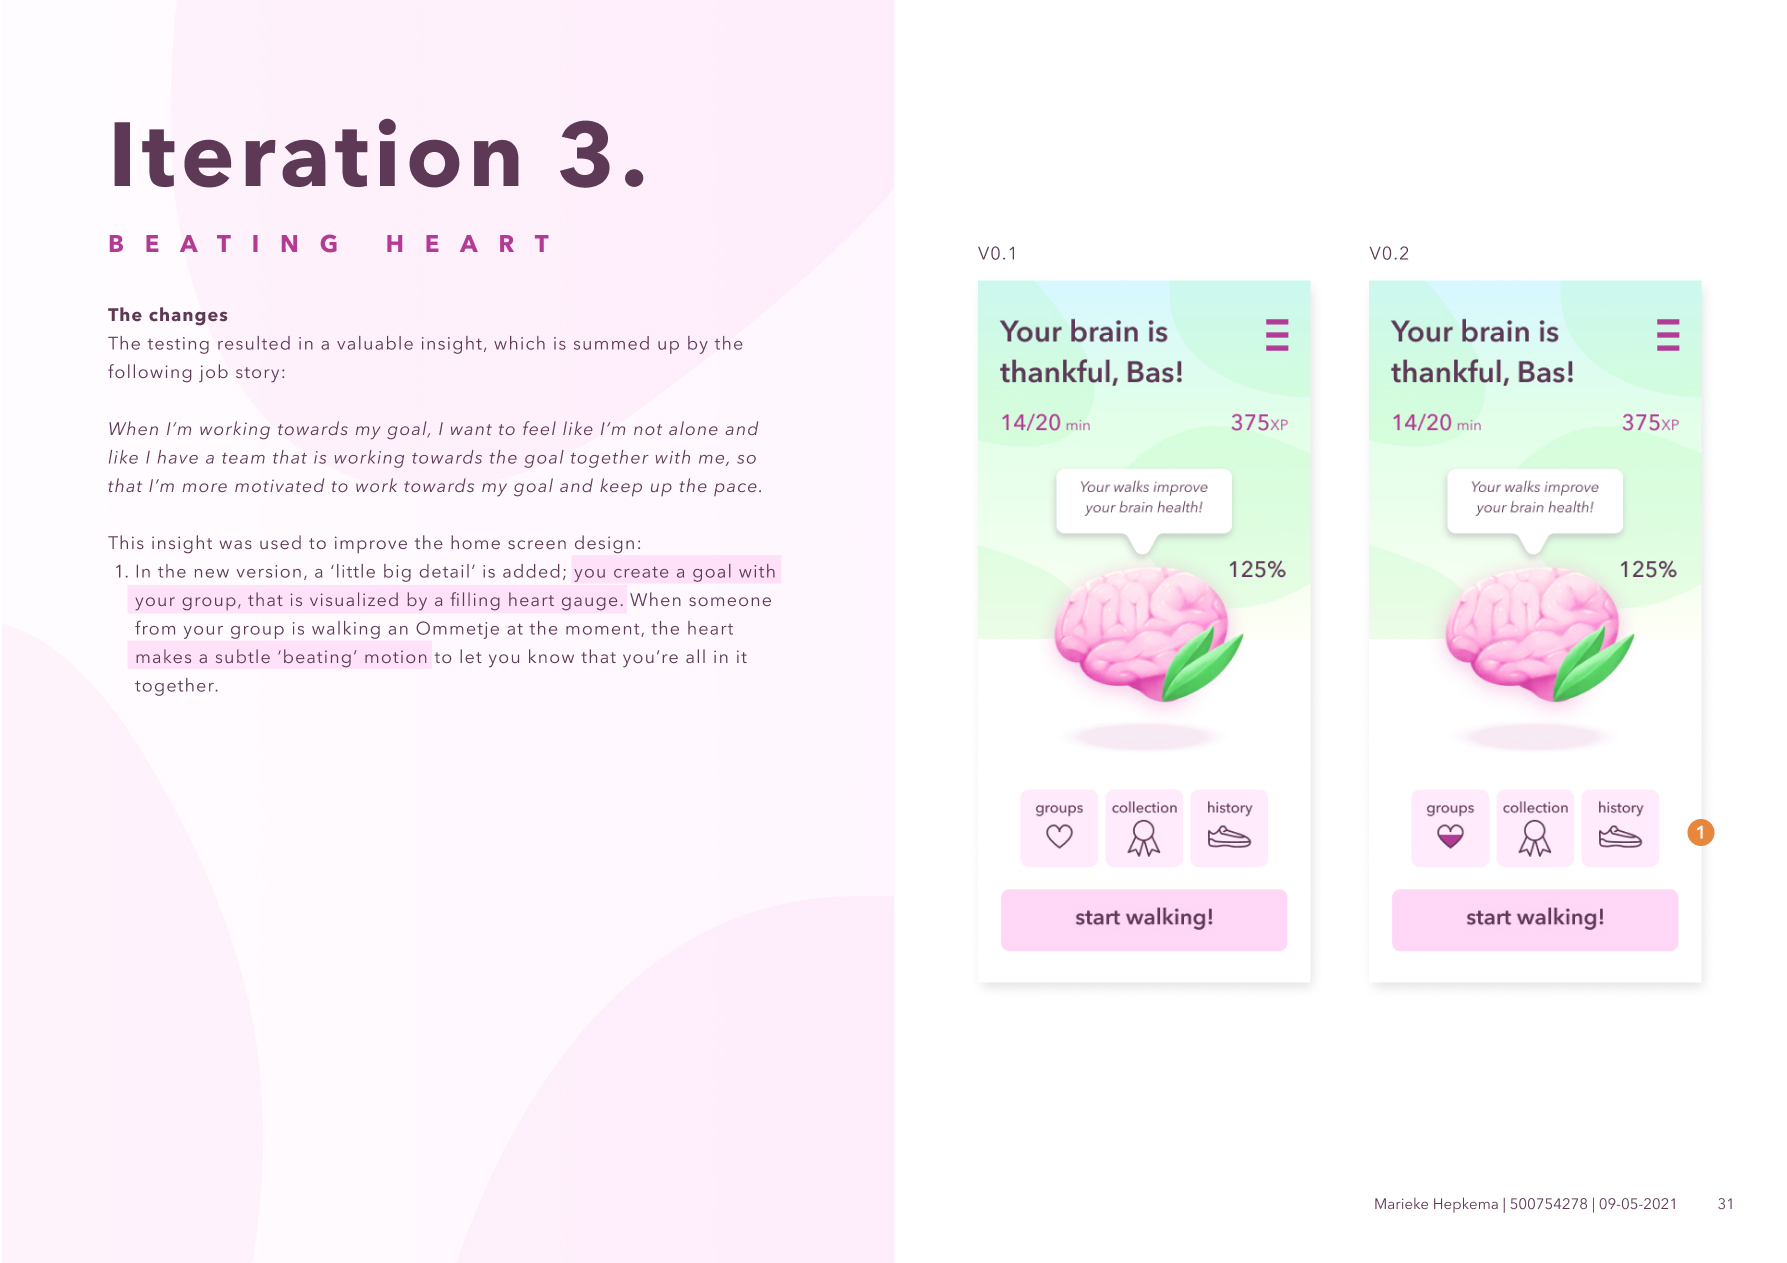 Iteration 3.
BEATING HEART
The changes
The testing resulted in a valuable insight, which is summed up by the
following job story:
When I’m working towards my goal, I want to feel like I’m not alone and
like I have a team that is working towards the goal together with me, so
that I’m more motivated to work towards my goal and keep up the pace.
This insight was used to improve the home screen design:
1. In the new version, a ‘little big detail’ is added; you create a goal with
your group, that is visualized by a filling heart gauge. When someone
from your group is walking an Ommetje at the moment, the heart
makes a subtle ‘beating’ motion to let you know that you’re all in it
together.
V0.1
Your brain is
thankful, Bas!
14/20 min 375XP
Your walks improve
your brain health!
125%
groups collection history
start walking!
V0.2
Your brain is
thankful, Bas!
14/20 min 375XP
Your walks improve
your brain health!
125%
groups collection history
1
start walking!
Marieke Hepkema | 500754278 | 09-05-2021 31